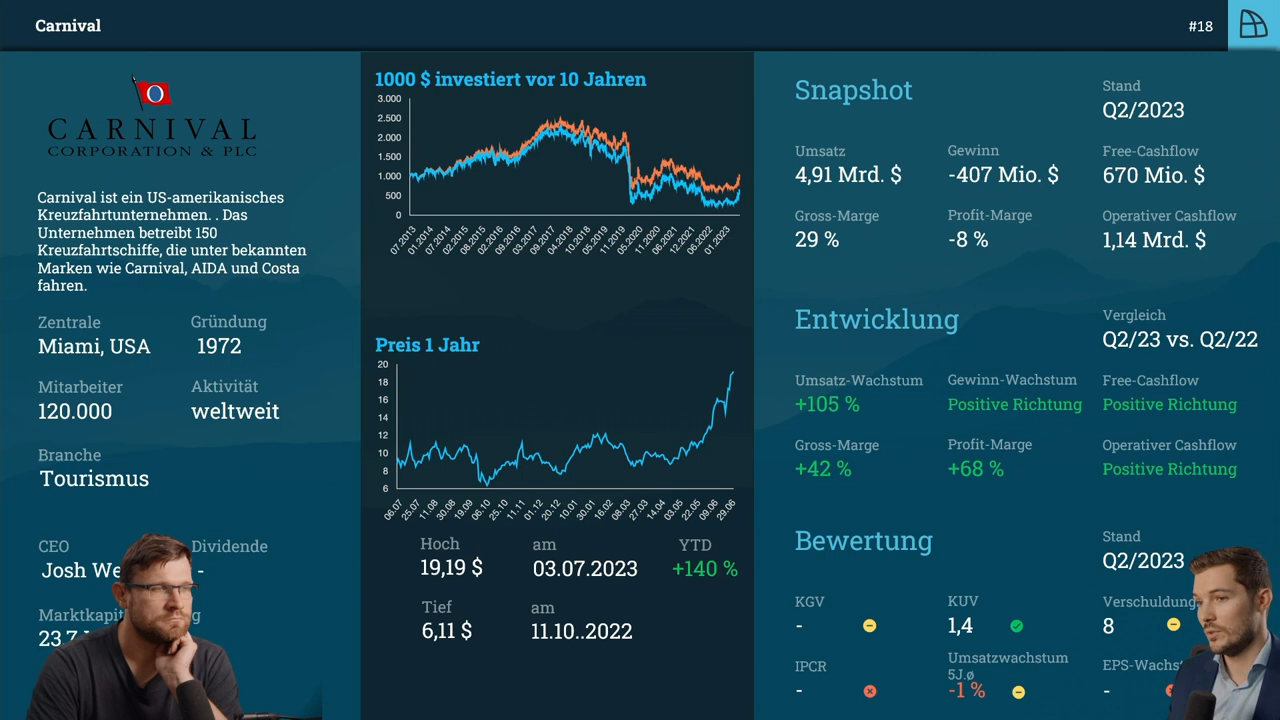 Carnival
#18
CARNIVAL
CORPORATION & PLC
Carnival ist ein US-amerikanisches
Kreuzfahrtunternehmen. . Das
Unternehmen betreibt 150
Kreuzfahrtschiffe, die unter bekannten
Marken wie Carnival, AIDA und Costa
fahren.
Zentrale
Gründung
Miami, USA
1972
Mitarbeiter
Aktivität
120.000
weltweit
Branche
Tourismus
CEO
Dividende
Josh We
-
Marktkapit
g
23,7
1000 $ investiert vor 10 Jahren
3.000
2.500
2.000
1.500
1.000
500
0
07.2013
01.2014
07.2014
02.2015
08.2015
02.2016
09.2016
03.2017
09.2017
04.2018
10.2018
05.2019
11.2019
05.2020
11.2020
06.2021
12.2021
06.2022
01.2023
Preis 1 Jahr
20
18
16
14
12
10
8
6
06.07
25.07
11.08
30.08
19.09
06.10
25.10
11.11
01.12
20.12
10.01
30.01
16.02
08.03
27.03
14.04
03.05
22.05
09.06
29.06
Hoch
am
YTD
19,19 $
03.07.2023
+140 %
Tief
am
6,11 $
11.10..2022
Snapshot
Stand
Q2/2023
Umsatz
Gewinn
Free-Cashflow
4,91 Mrd. $
-407 Mio. $
670 Mio. $
Gross-Marge
Profit-Marge
Operativer Cashflow
29 %
-8 %
1,14 Mrd. $
Entwicklung
Vergleich
Q2/23 vs. Q2/22
Umsatz-Wachstum
Gewinn-Wachstum
Free-Cashflow
+105 %
Positive Richtung
Positive Richtung
Gross-Marge
Profit-Marge
Operativer Cashflow
+42 %
+68 %
Positive Richtung
Bewertung
Stand
Q2/2023
KGV
KUV
Verschuldung
-
1,4
8
IPCR
Umsatzwachstum
5J.ø
EPS-Wachst
-
-1 %
-